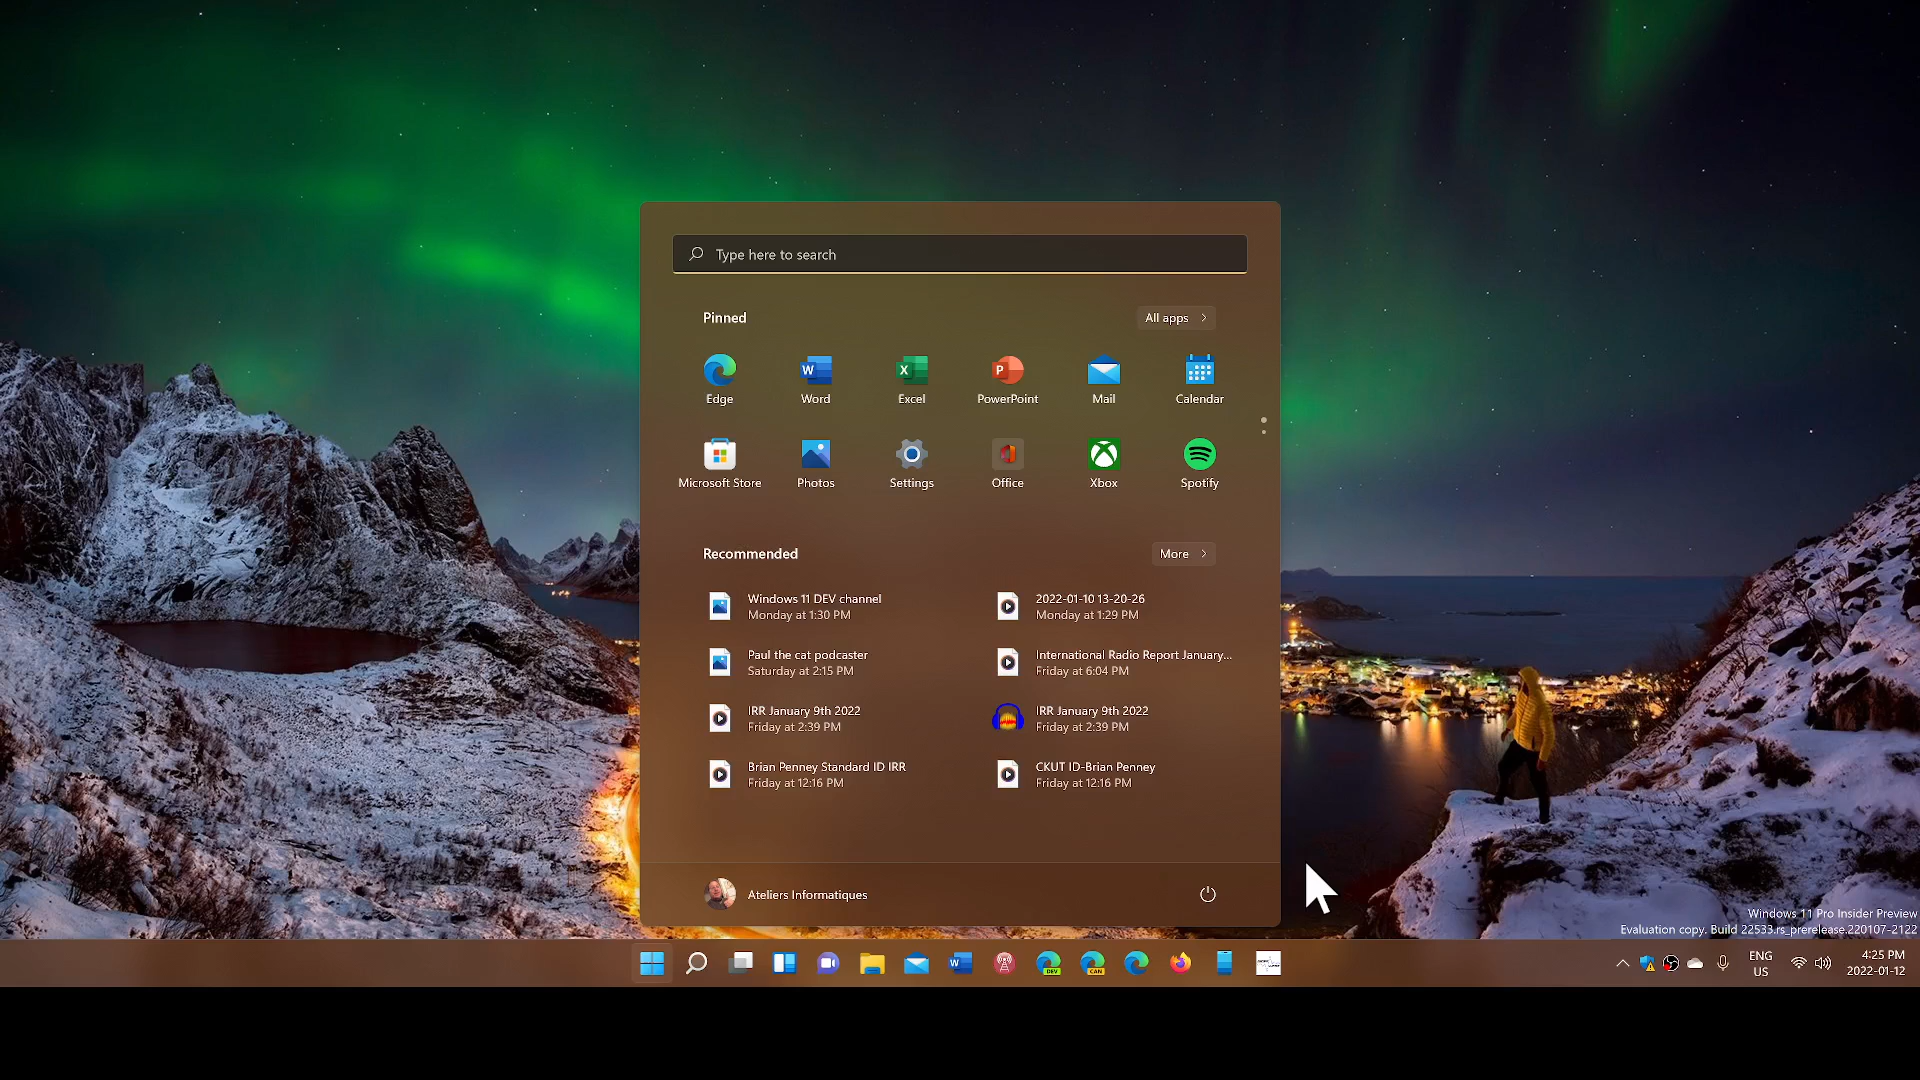 Type here to search
Pinned
All apps
Edge
Word
Excel
PowerPoint
Mail
Calendar
Microsoft Store
Photos
Settings
Office
Xbox
Spotify
Recommended
More
Windows 11 DEV channel
Monday at 1:30 PM
2022-01-10 13-20-26
Monday at 1:29 PM
Paul the cat podcaster
Saturday at 2:15 PM
International Radio Report January...
Friday at 6:04 PM
IRR January 9th 2022
Friday at 2:39 PM
IRR January 9th 2022
Friday at 2:39 PM
Brian Penney Standard ID IRR
Friday at 12:16 PM
CKUT ID-Brian Penney
Friday at 12:16 PM
Ateliers Informatiques
Windows 11 Pro Insider Preview
Evaluation copy. Build 22533.rs_prerelease.220107-2122
DEV
CAN
ENG
US
4:25 PM
2022-01-12